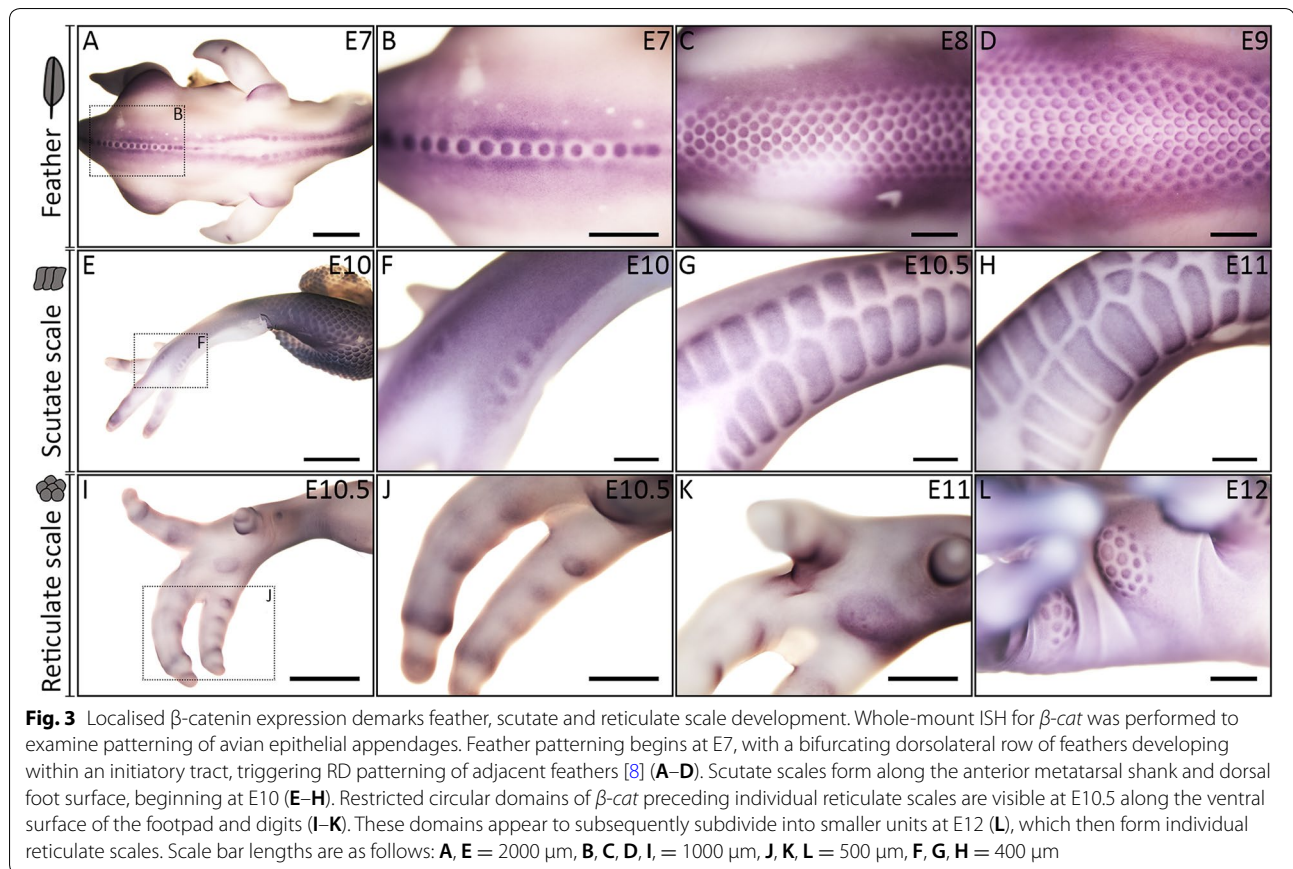 Feather
A
E7
B
B
E7
C
E8
D
E9
Scutate scale
E
E10
F
F
E10
G
E10.5
H
E11
Reticulate scale
I
E10.5
J
J
E10.5
K
E11
L
E12
Fig. 3 Localised β-catenin expression demarks feather, scutate and reticulate scale development. Whole-mount ISH for β-cat was performed to
examine patterning of avian epithelial appendages. Feather patterning begins at E7, with a bifurcating dorsolateral row of feathers developing
within an initiatory tract, triggering RD patterning of adjacent feathers [8] (A–D). Scutate scales form along the anterior metatarsal shank and dorsal
foot surface, beginning at E10 (E–H). Restricted circular domains of β-cat preceding individual reticulate scales are visible at E10.5 along the ventral
surface of the footpad and digits (I–K). These domains appear to subsequently subdivide into smaller units at E12 (L), which then form individual
reticulate scales. Scale bar lengths are as follows: A, E = 2000 µm, B, C, D, I, = 1000 µm, J, K, L = 500 µm, F, G, H = 400 µm